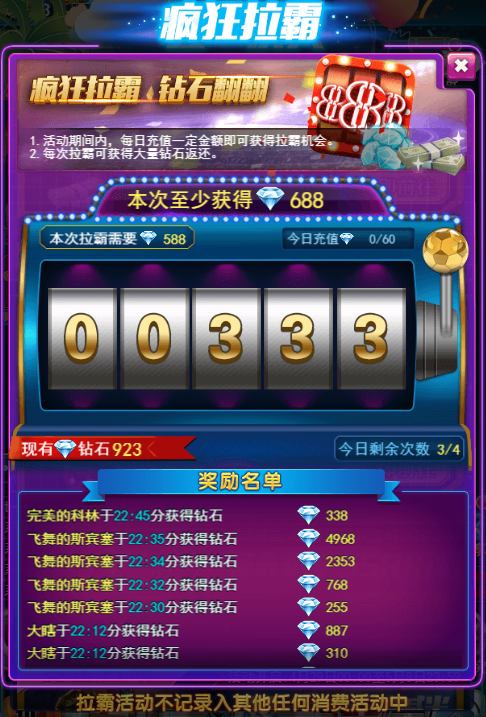 疯狂拉霸
疯狂拉霸 钻石翻翻
1. 活动期间内，每日充值一定金额即可获得拉霸机会。
2. 每次拉霸可获得大量钻石返还。
本次至少获得 688
本次拉霸需要 588
今日充值 0/60
0 0 3 3 3
现有 钻石 923
今日剩余次数 3/4
奖励名单
完美的科林于22:45分获得钻石 338
飞舞的斯宾塞于22:35分获得钻石 4968
飞舞的斯宾塞于22:34分获得钻石 2353
飞舞的斯宾塞于22:32分获得钻石 768
飞舞的斯宾塞于22:30分获得钻石 255
大瞎于22:12分获得钻石 887
大瞎于22:12分获得钻石 310
拉霸活动不记录入其他任何消费活动中